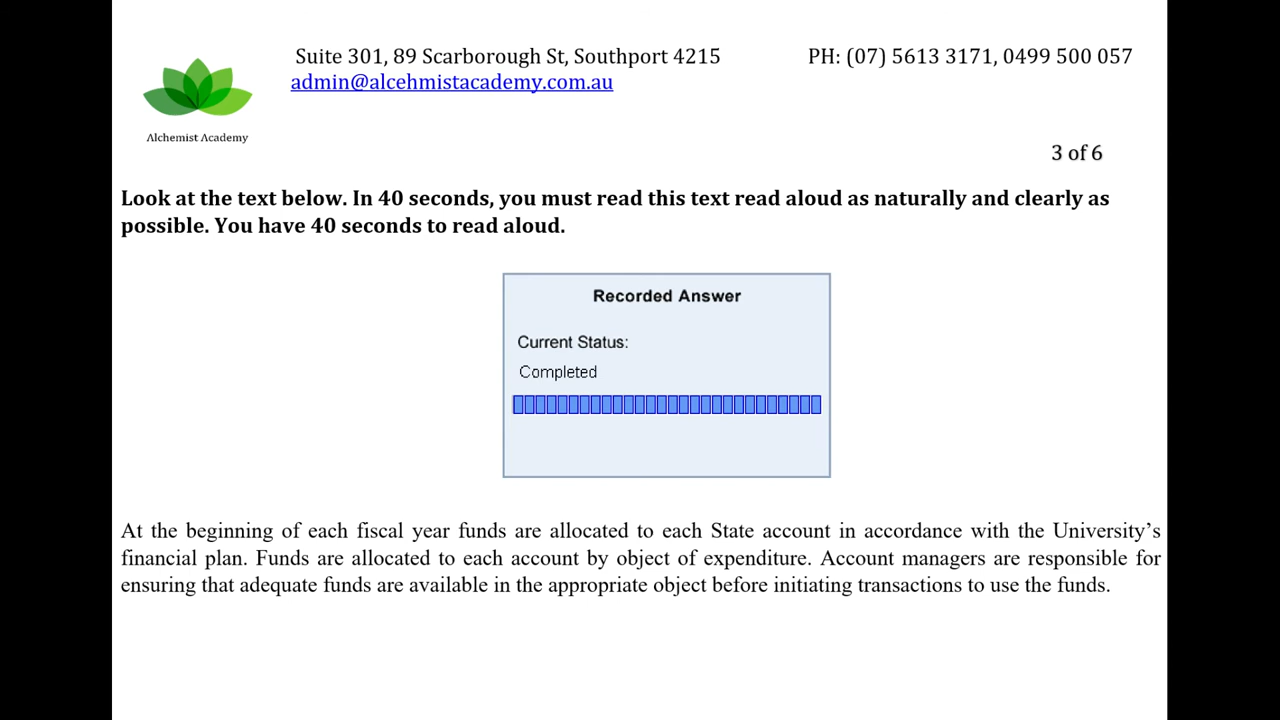 Suite 301, 89 Scarborough St, Southport 4215 PH: (07) 5613 3171, 0499 500 057
admin@alcehmistacademy.com.au
Alchemist Academy
3 of 6
Look at the text below. In 40 seconds, you must read this text read aloud as naturally and clearly as
possible. You have 40 seconds to read aloud.
Recorded Answer
Current Status:
Completed
At the beginning of each fiscal year funds are allocated to each State account in accordance with the University’s
financial plan. Funds are allocated to each account by object of expenditure. Account managers are responsible for
ensuring that adequate funds are available in the appropriate object before initiating transactions to use the funds.